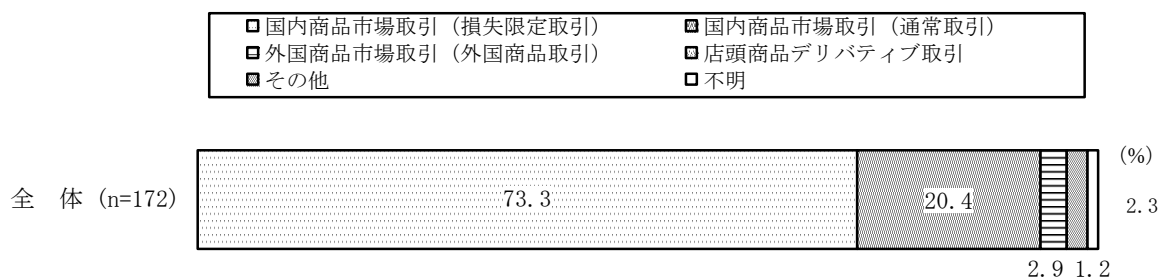 国内商品市場取引（損失限定取引） 国内商品市場取引（通常取引）
外国商品市場取引（外国商品取引） 店頭商品デリバティブ取引
その他 不明
(%)
全　体 (n=172) 73.3 20.4 2.3
2.9 1.2